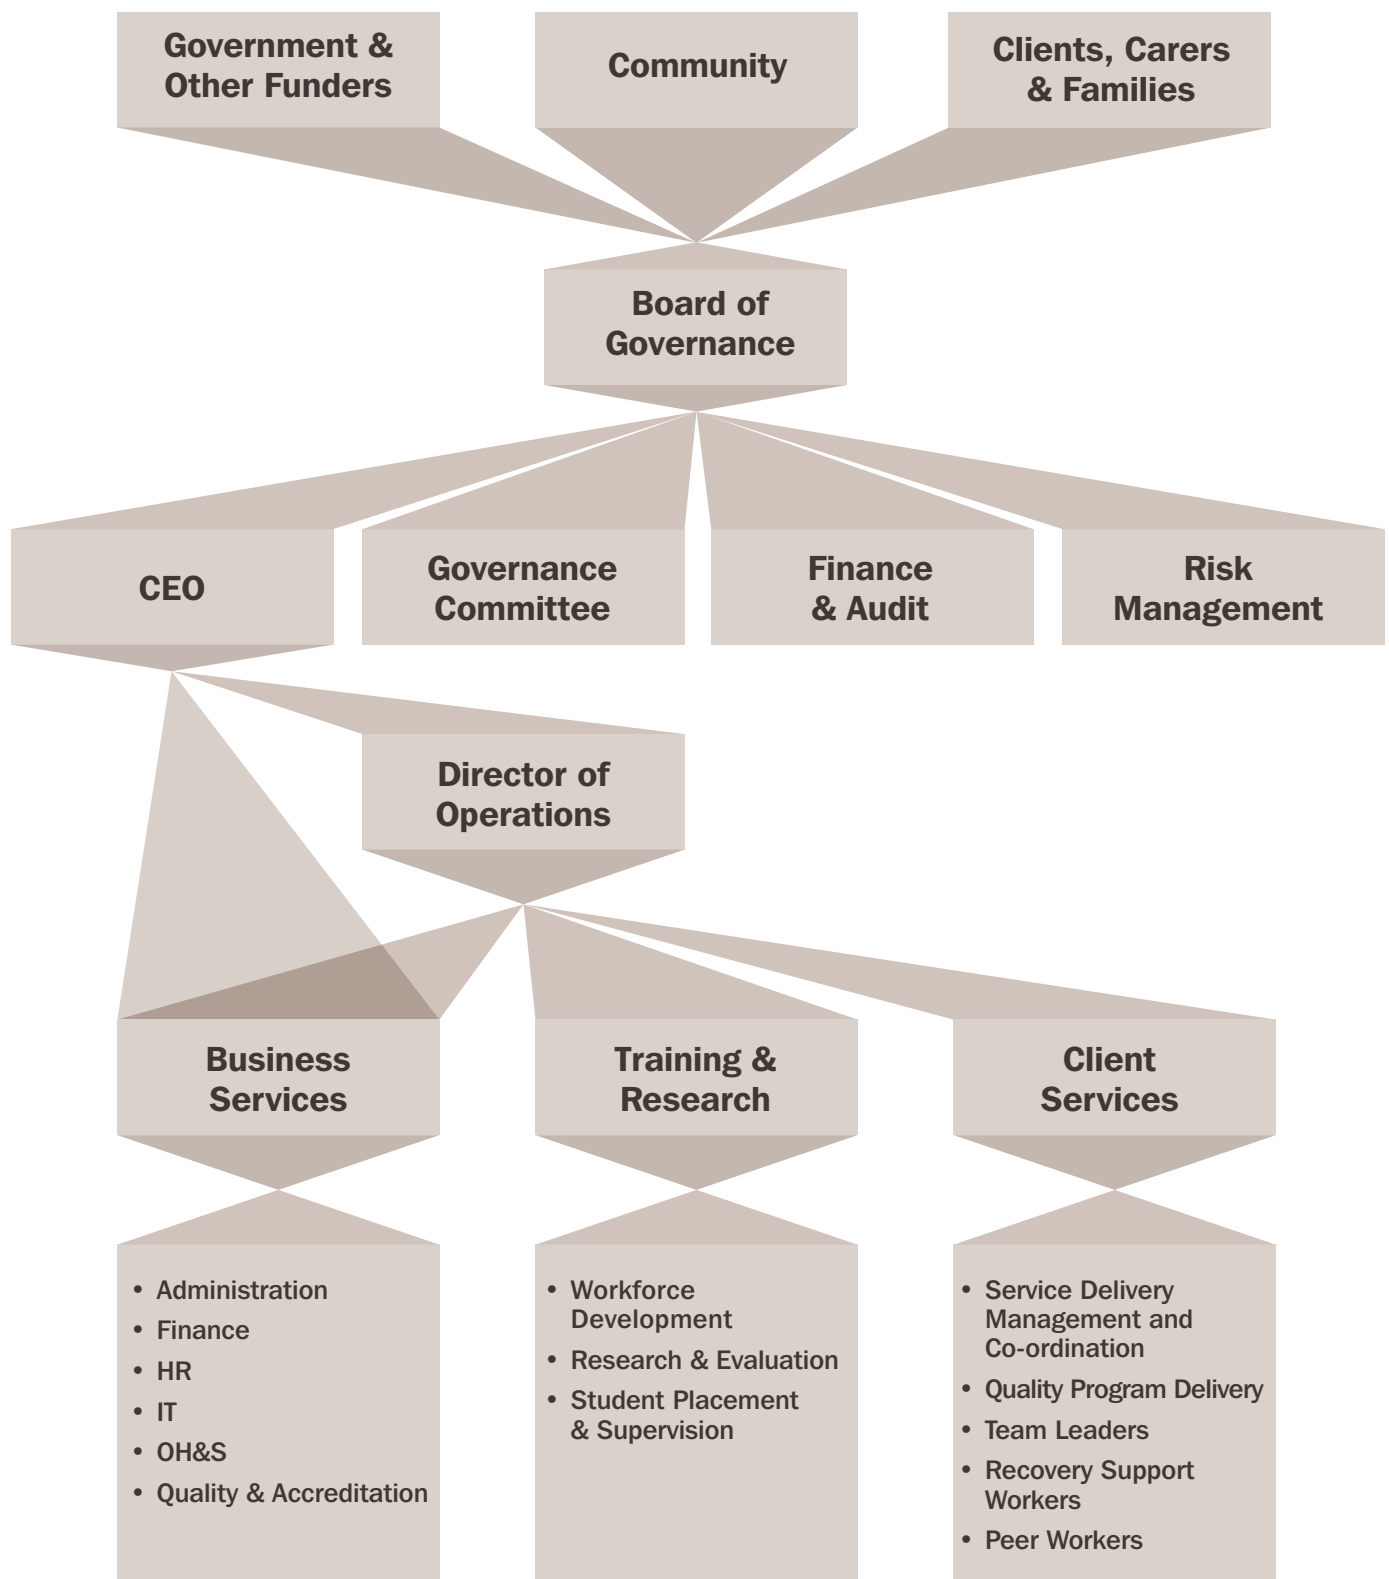 Government &
Other Funders
Community
Clients, Carers
& Families
Board of
Governance
CEO
Governance
Committee
Finance
& Audit
Risk
Management
Director of
Operations
Business
Services
Training &
Research
Client
Services
• Administration
• Finance
• HR
• IT
• OH&S
• Quality & Accreditation
• Workforce
Development
• Research & Evaluation
• Student Placement
& Supervision
• Service Delivery
Management and
Co-ordination
• Quality Program Delivery
• Team Leaders
• Recovery Support
Workers
• Peer Workers